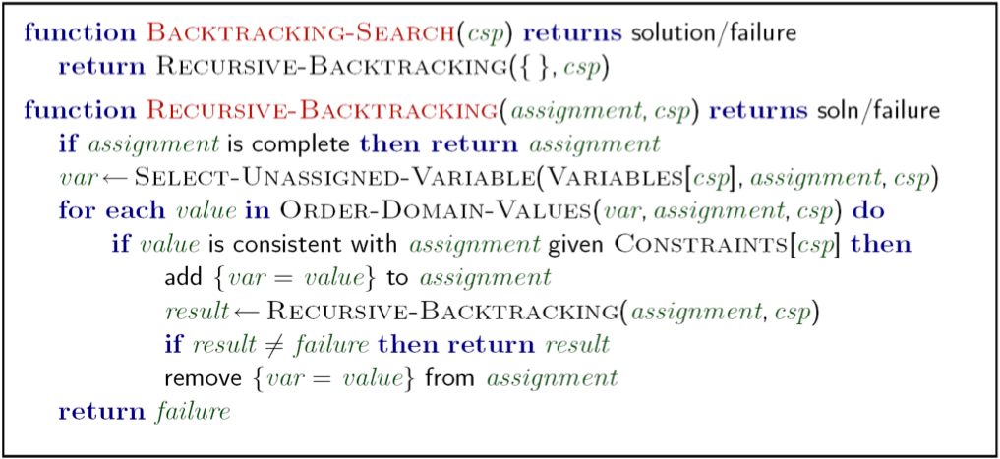 function BACKTRACKING-SEARCH(csp) returns solution/failure
return RECURSIVE-BACKTRACKING({ }, csp)
function RECURSIVE-BACKTRACKING(assignment, csp) returns soln/failure
if assignment is complete then return assignment
var ← SELECT-UNASSIGNED-VARIABLE(VARIABLES[csp], assignment, csp)
for each value in ORDER-DOMAIN-VALUES(var, assignment, csp) do
if value is consistent with assignment given CONSTRAINTS[csp] then
add {var = value} to assignment
result ← RECURSIVE-BACKTRACKING(assignment, csp)
if result ≠ failure then return result
remove {var = value} from assignment
return failure